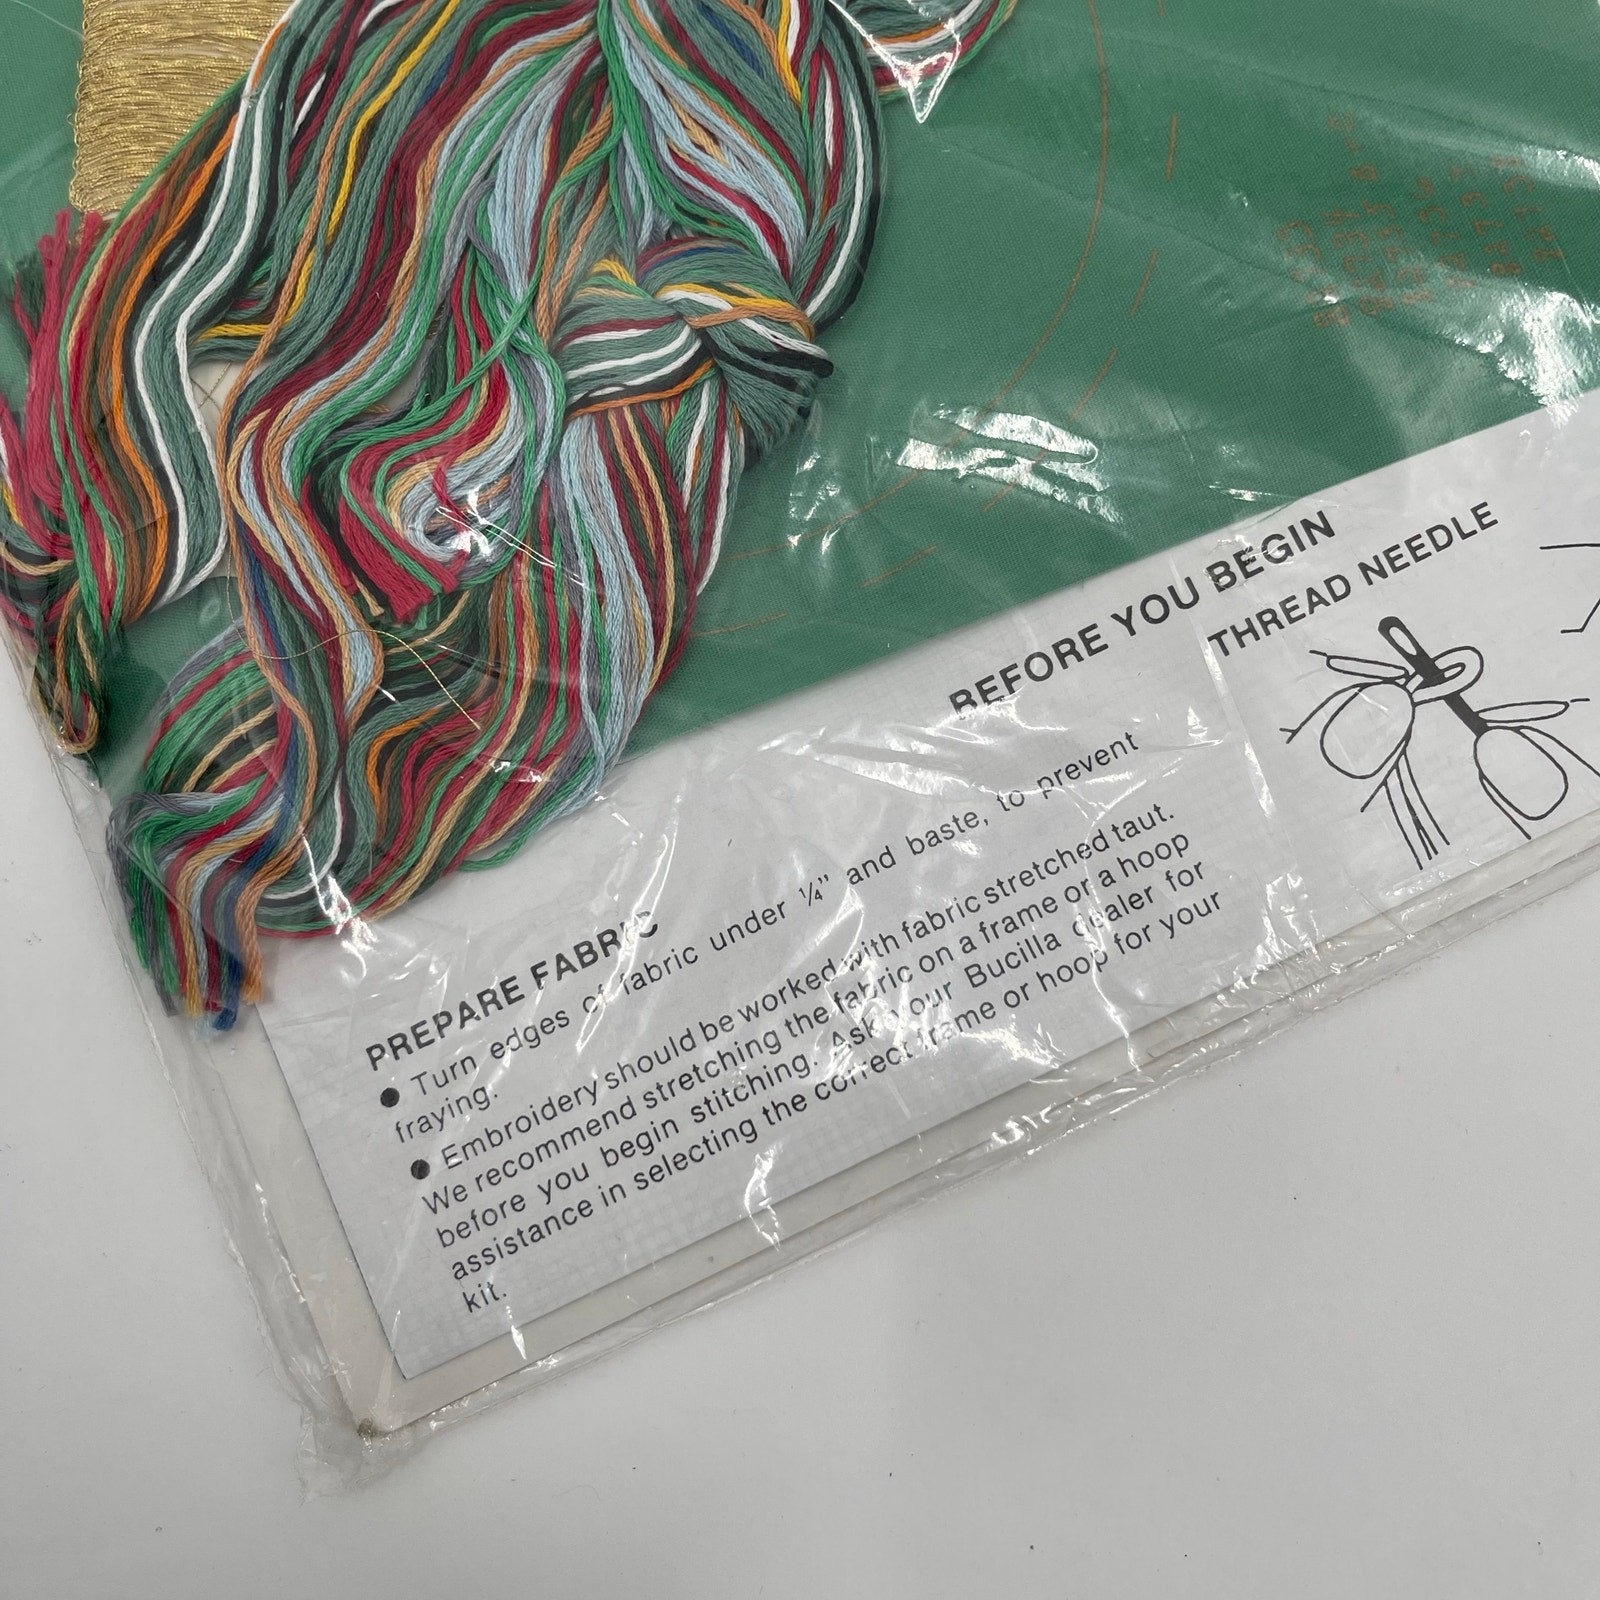 BEFORE YOU BEGIN
THREAD NEEDLE
PREPARE FABRIC
● Turn edges of fabric under ¼" and baste, to prevent
fraying.
● Embroidery should be worked with fabric stretched taut.
We recommend stretching the fabric on a frame or a hoop
before you begin stitching. Ask your Bucilla dealer for
assistance in selecting the correct frame or hoop for your
kit.